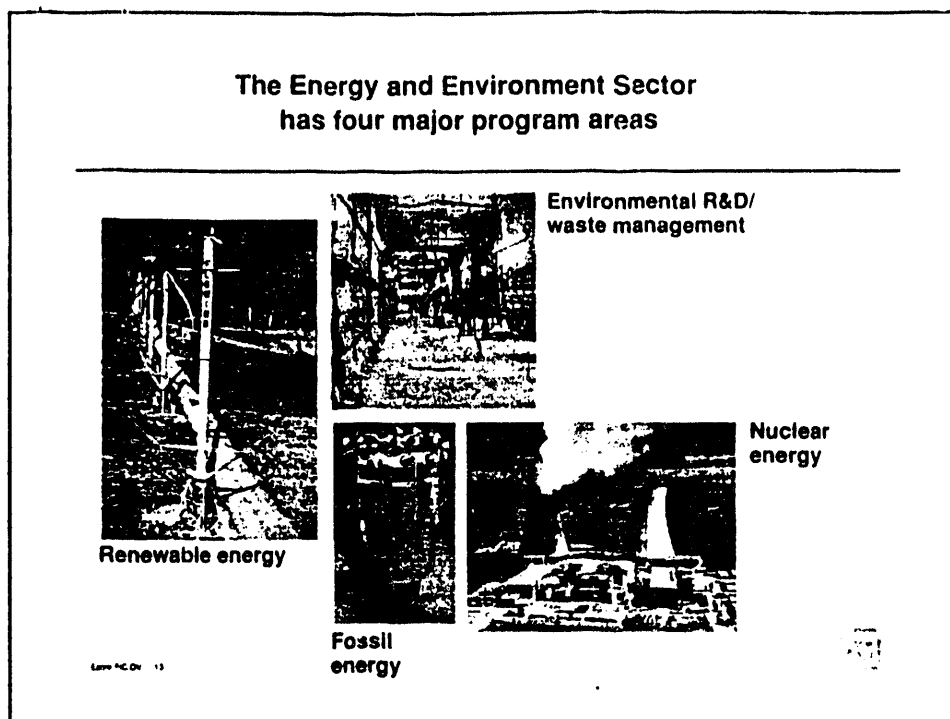 The Energy and Environment Sector
has four major program areas
Environmental R&D/
waste management
Renewable energy
Nuclear
energy
Fossil
energy
13